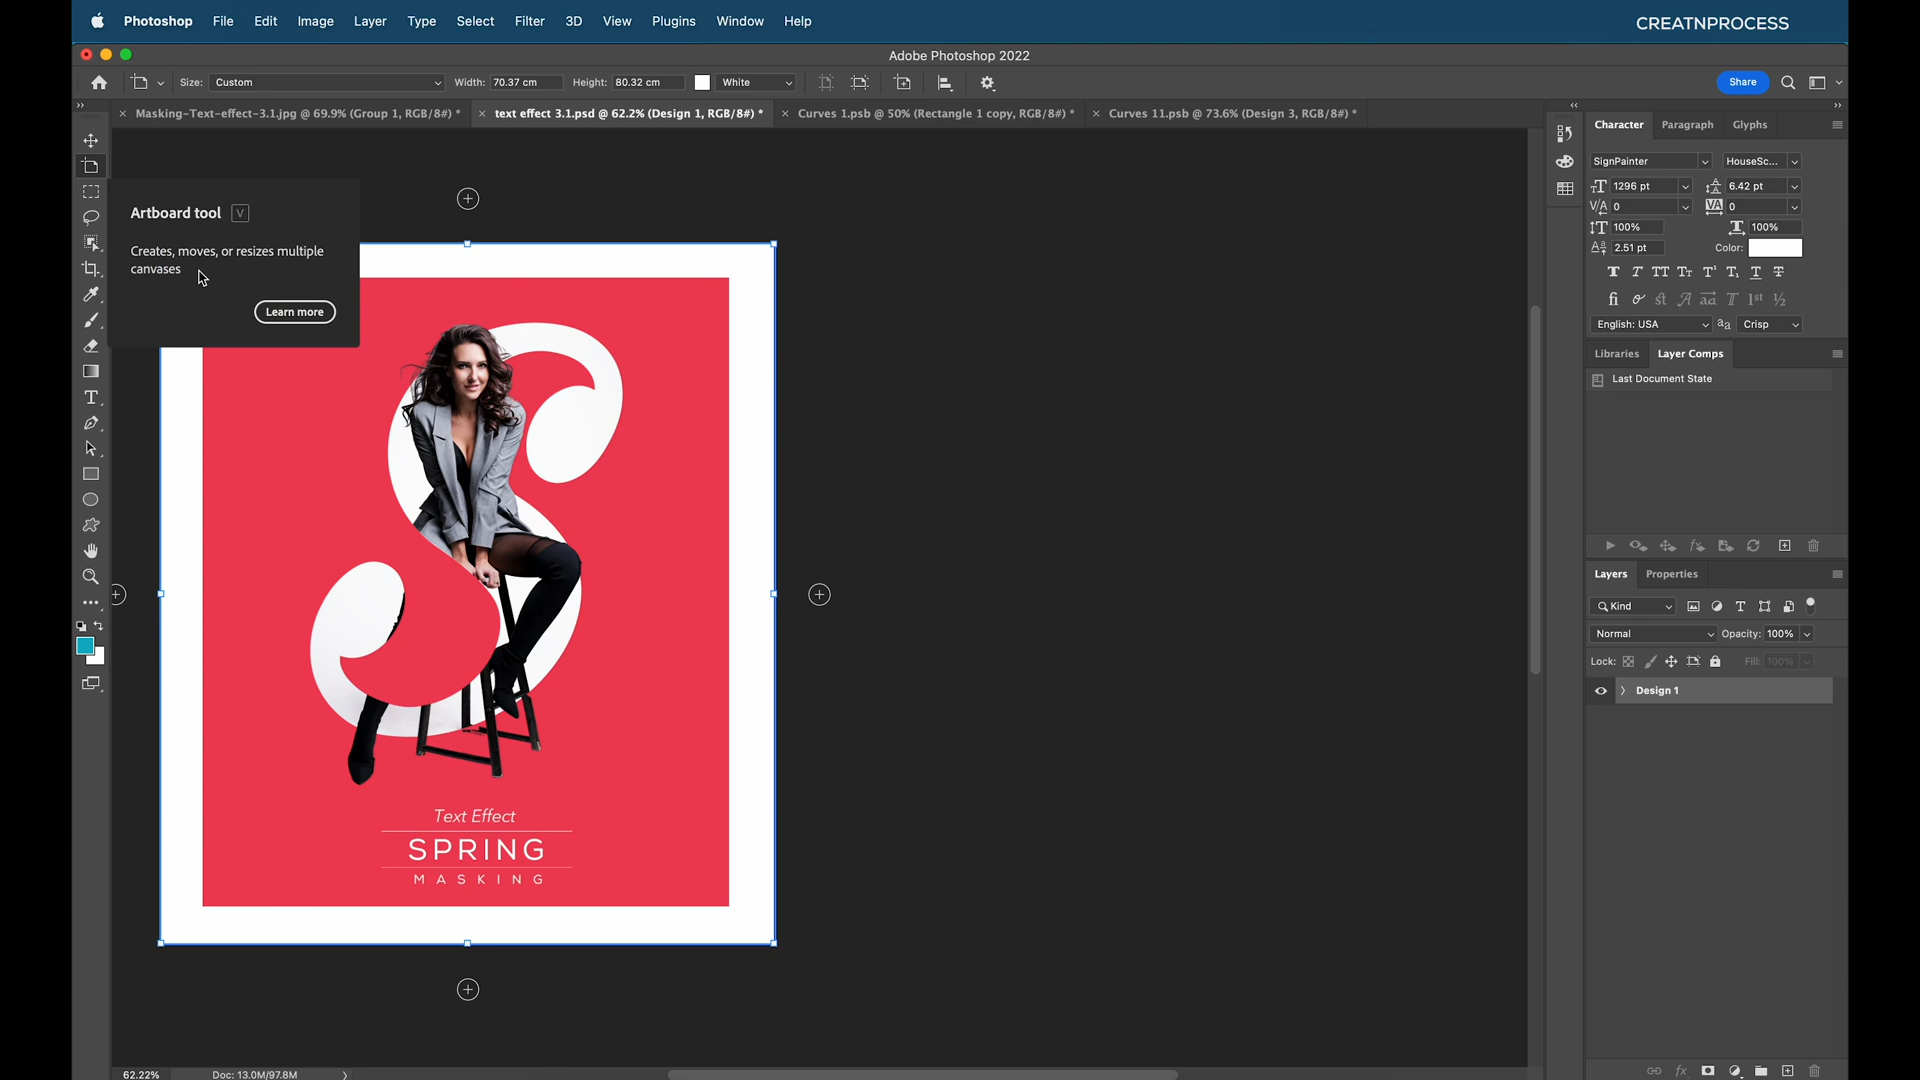 Photoshop File Edit Image Layer Type Select Filter 3D View Plugins Window Help
CREATNPROCESS
Adobe Photoshop 2022
Size: Custom Width: 70.37 cm Height: 80.32 cm White
Share
Masking-Text-effect-3.1.jpg @ 69.9% (Group 1, RGB/8#) *
text effect 3.1.psd @ 62.2% (Design 1, RGB/8#) *
Curves 1.psb @ 50% (Rectangle 1 copy, RGB/8#) *
Curves 11.psb @ 73.6% (Design 3, RGB/8#) *
Artboard tool V
Creates, moves, or resizes multiple
canvases
Learn more
Text Effect
SPRING
MASKING
62.22% Doc: 13.0M/97.8M
Character Paragraph Glyphs
SignPainter HouseSc...
1296 pt 6.42 pt
0 0
100% 100%
2.51 pt Color:
English: USA Crisp
Libraries Layer Comps
Last Document State
Layers Properties
Kind
Normal Opacity: 100%
Lock: Fill: 100%
Design 1